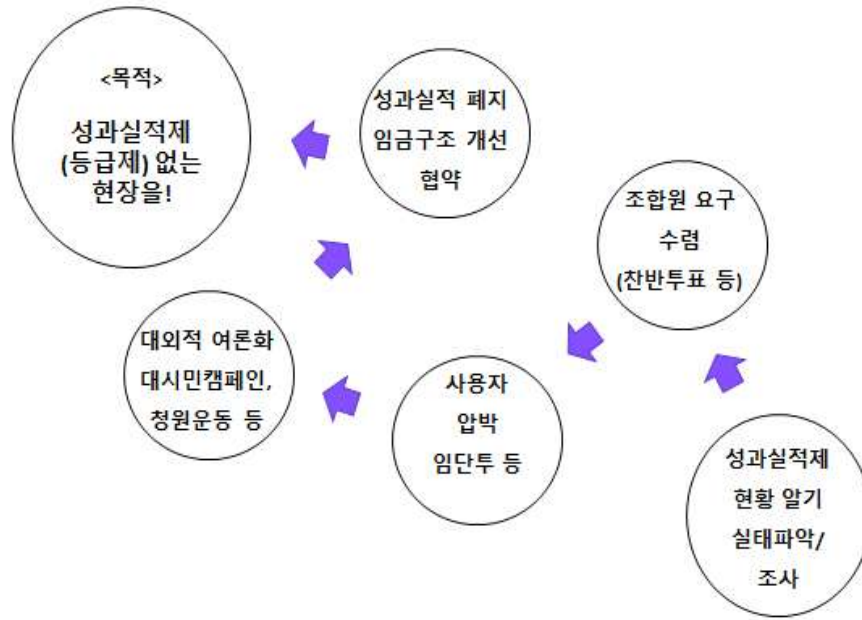 <목적>
성과실적제
(등급제) 없는
현장을!
성과실적 폐지
임금구조 개선
협약
조합원 요구
수렴
(찬반투표 등)
대외적 여론화
대시민캠페인,
청원운동 등
사용자
압박
임단투 등
성과실적제
현황 알기
실태파악/
조사